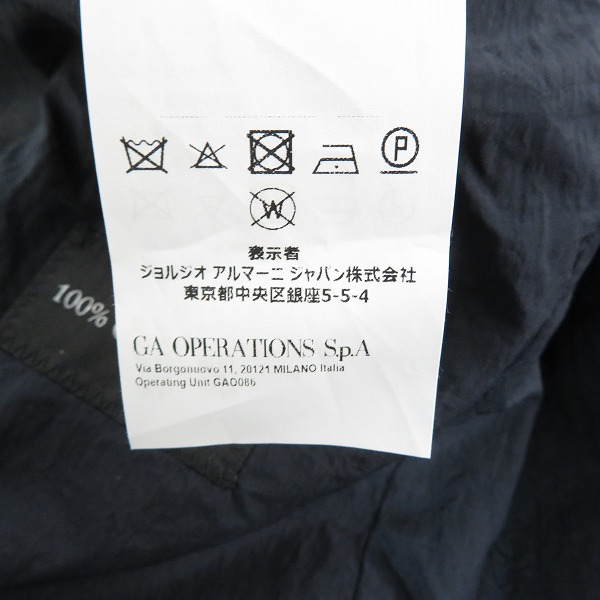 P
W
表示者
ジョルジオ アルマーニ ジャパン株式会社
東京都中央区銀座5-5-4
100%
GA OPERATIONS S.p.A
Via Borgonuovo 11, 20121 MILANO Italia
Operating Unit GAO086